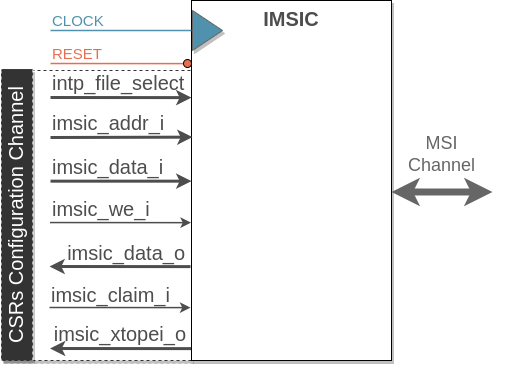 CLOCK
IMSIC
RESET
intp_file_select
imsic_addr_i
imsic_data_i
imsic_we_i
imsic_data_o
imsic_claim_i
imsic_xtopei_o
CSRs Configuration Channel
MSI
Channel